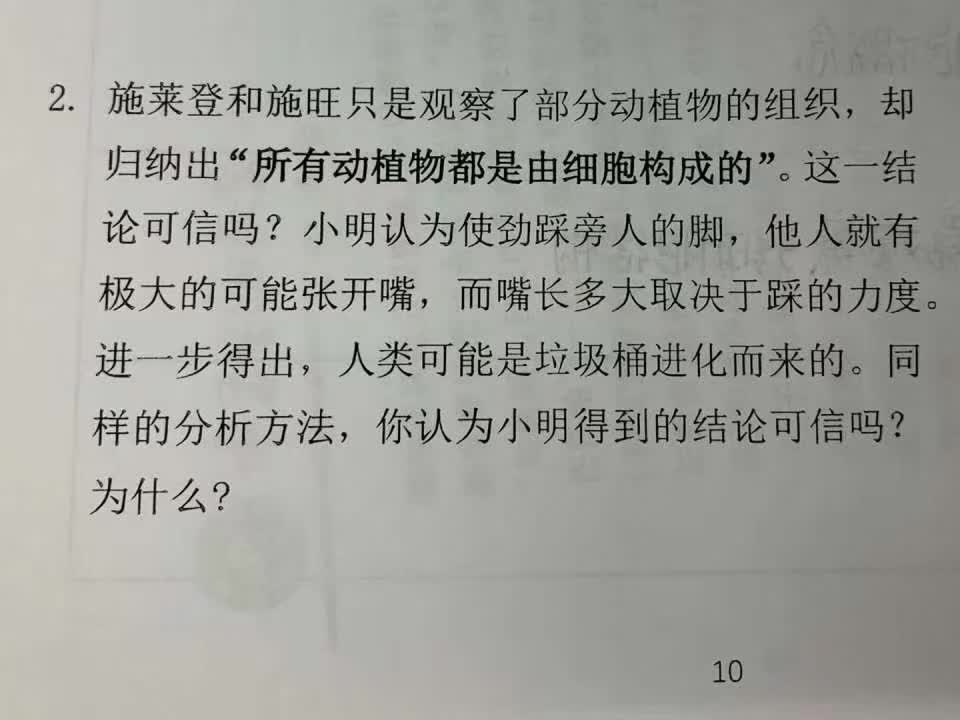 2. 施莱登和施旺只是观察了部分动植物的组织，却
归纳出“所有动植物都是由细胞构成的”。这一结
论可信吗？小明认为使劲踩旁人的脚，他人就有
极大的可能张开嘴，而嘴长多大取决于踩的力度。
进一步得出，人类可能是垃圾桶进化而来的。同
样的分析方法，你认为小明得到的结论可信吗？
为什么?
10